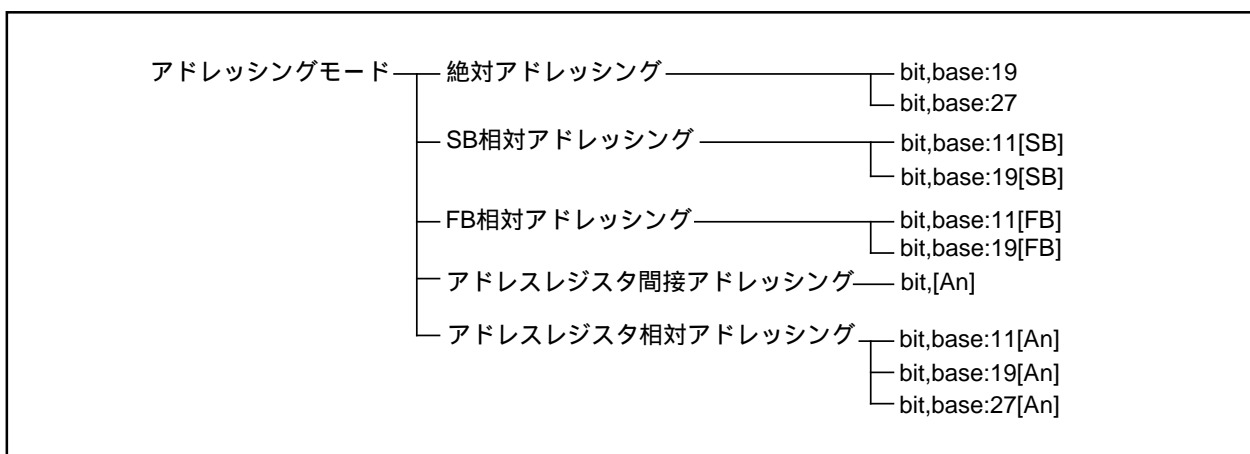 アドレッシングモード
絶対アドレッシング
bit,base:19
bit,base:27
SB相対アドレッシング
bit,base:11[SB]
bit,base:19[SB]
FB相対アドレッシング
bit,base:11[FB]
bit,base:19[FB]
アドレスレジスタ間接アドレッシング
bit,[An]
アドレスレジスタ相対アドレッシング
bit,base:11[An]
bit,base:19[An]
bit,base:27[An]